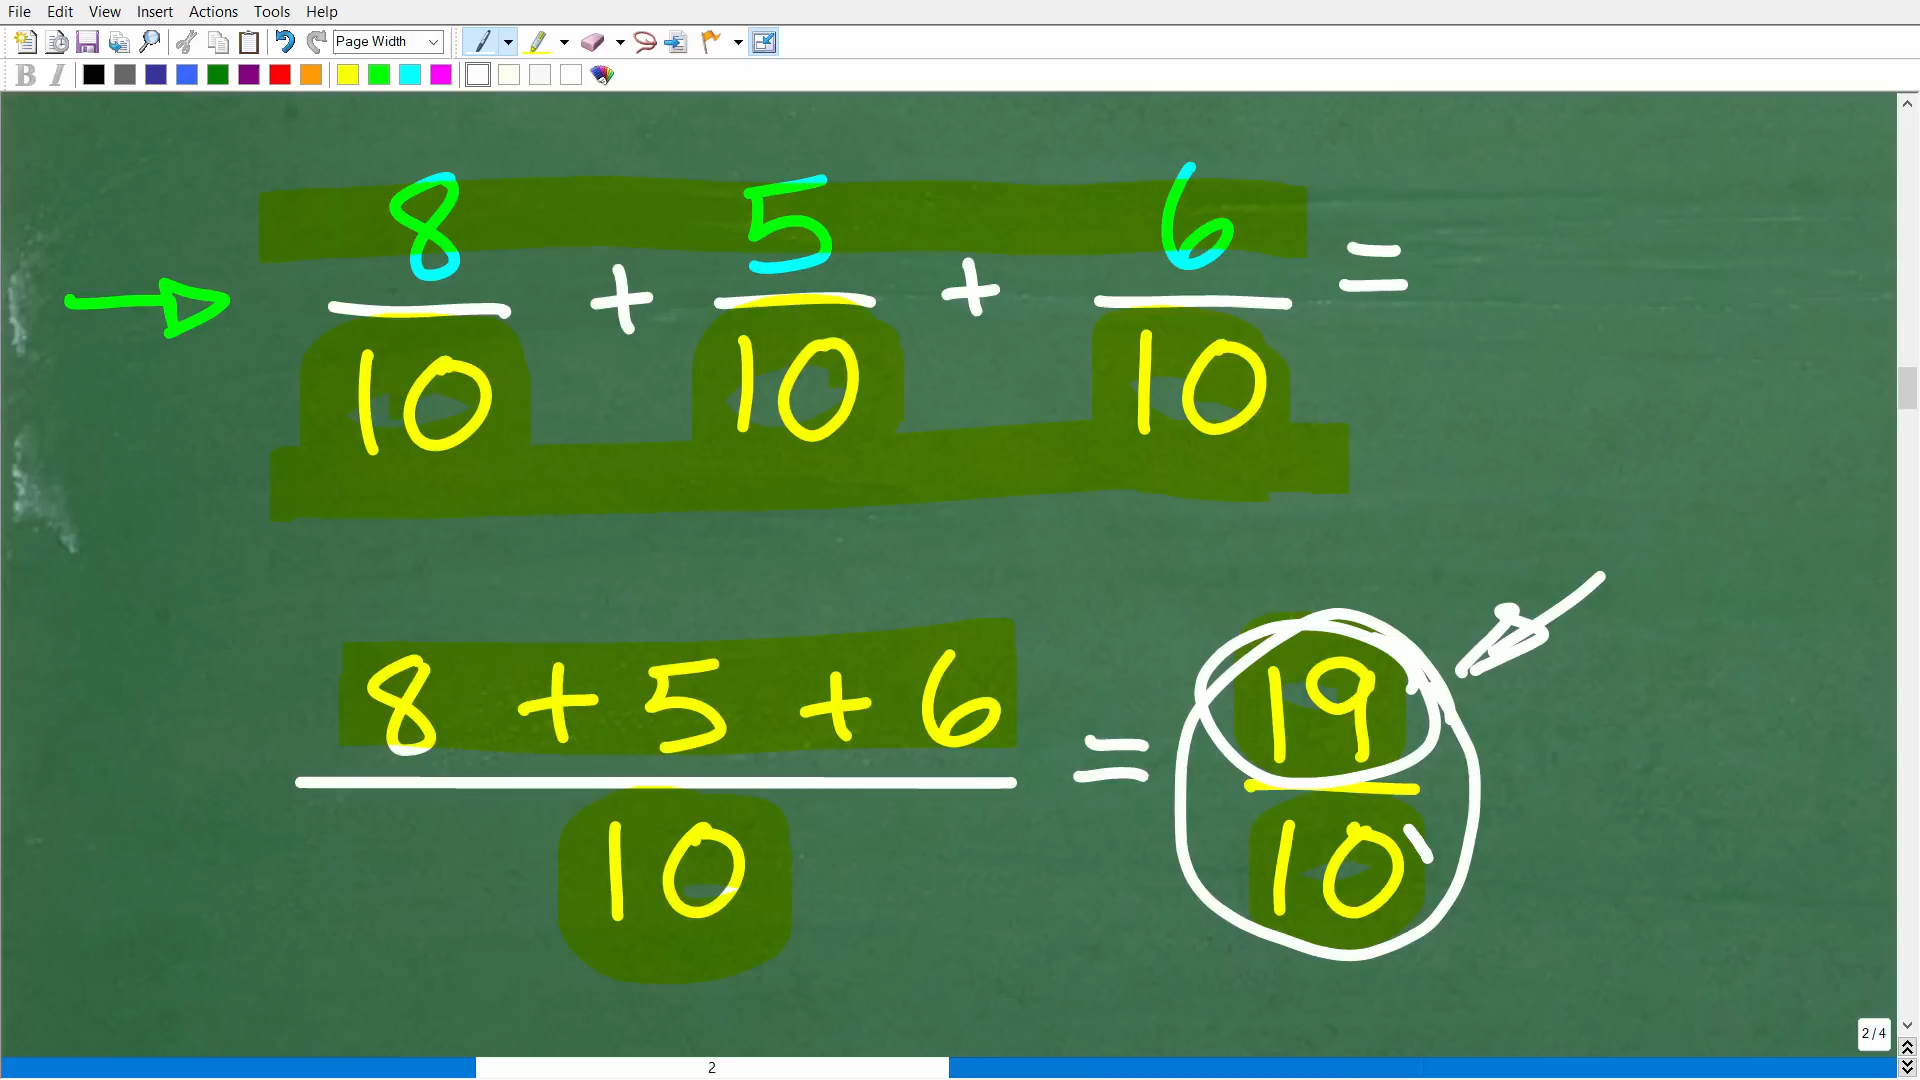 File Edit View Insert Actions Tools Help
Page Width
B I
8/10 + 5/10 + 6/10 =
8 + 5 + 6 / 10 = 19/10
2 / 4
2